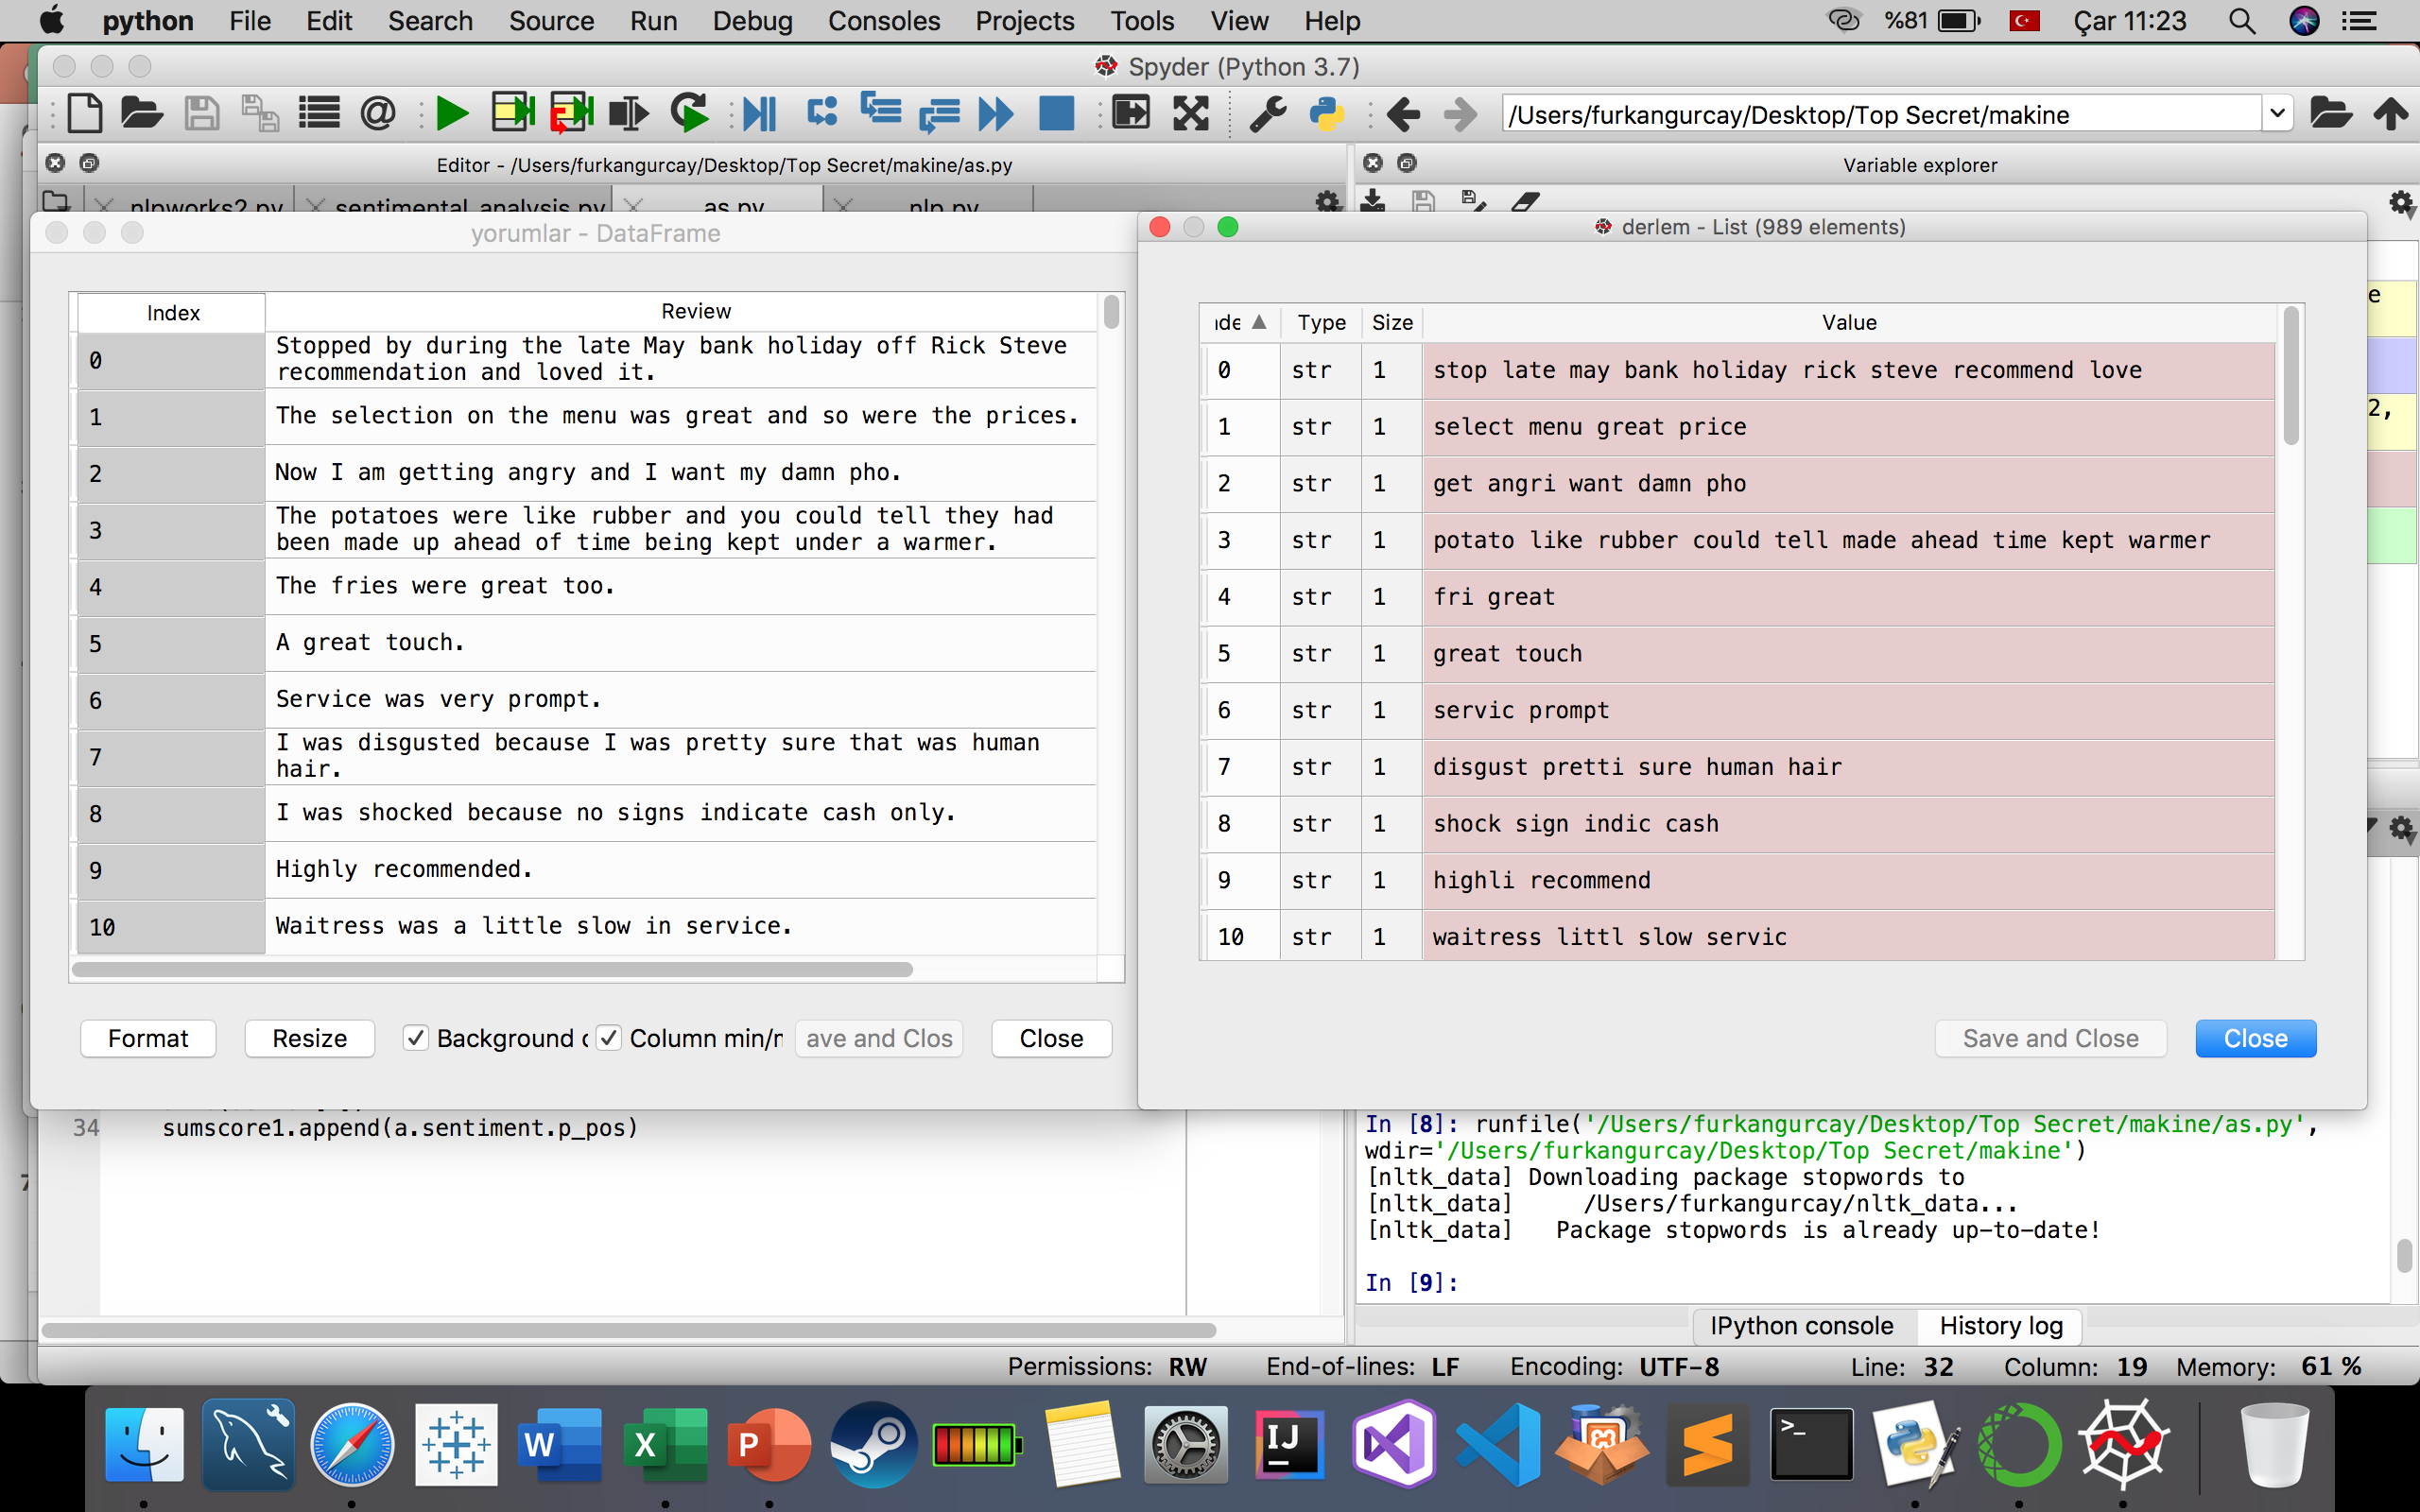 python File Edit Search Source Run Debug Consoles Projects Tools View Help %81 Çar 11:23
Spyder (Python 3.7)
/Users/furkangurcay/Desktop/Top Secret/makine
Editor - /Users/furkangurcay/Desktop/Top Secret/makine/as.py
Variable explorer
nlpworks2.py sentimental_analysis.py as.py nlp.py
yorumlar - DataFrame
Index Review
0 Stopped by during the late May bank holiday off Rick Steve
recommendation and loved it.
1 The selection on the menu was great and so were the prices.
2 Now I am getting angry and I want my damn pho.
3 The potatoes were like rubber and you could tell they had
been made up ahead of time being kept under a warmer.
4 The fries were great too.
5 A great touch.
6 Service was very prompt.
7 I was disgusted because I was pretty sure that was human
hair.
8 I was shocked because no signs indicate cash only.
9 Highly recommended.
10 Waitress was a little slow in service.
Format Resize Background c Column min/r ave and Clos Close
derlem - List (989 elements)
ıde Type Size Value
0 str 1 stop late may bank holiday rick steve recommend love
1 str 1 select menu great price
2 str 1 get angri want damn pho
3 str 1 potato like rubber could tell made ahead time kept warmer
4 str 1 fri great
5 str 1 great touch
6 str 1 servic prompt
7 str 1 disgust pretti sure human hair
8 str 1 shock sign indic cash
9 str 1 highli recommend
10 str 1 waitress littl slow servic
Save and Close Close
e
2,
34 sumscore1.append(a.sentiment.p_pos)
In [8]: runfile('/Users/furkangurcay/Desktop/Top Secret/makine/as.py',
wdir='/Users/furkangurcay/Desktop/Top Secret/makine')
[nltk_data] Downloading package stopwords to
[nltk_data]     /Users/furkangurcay/nltk_data...
[nltk_data]   Package stopwords is already up-to-date!
In [9]:
IPython console History log
Permissions: RW End-of-lines: LF Encoding: UTF-8 Line: 32 Column: 19 Memory: 61 %
W X P IJ >_